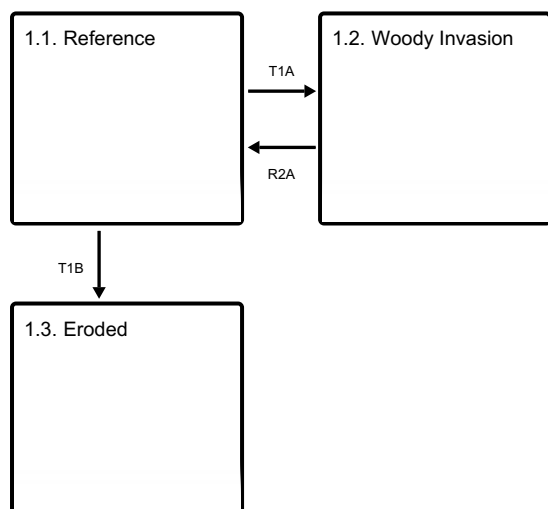 1.1. Reference
1.2. Woody Invasion
T1A
R2A
T1B
1.3. Eroded